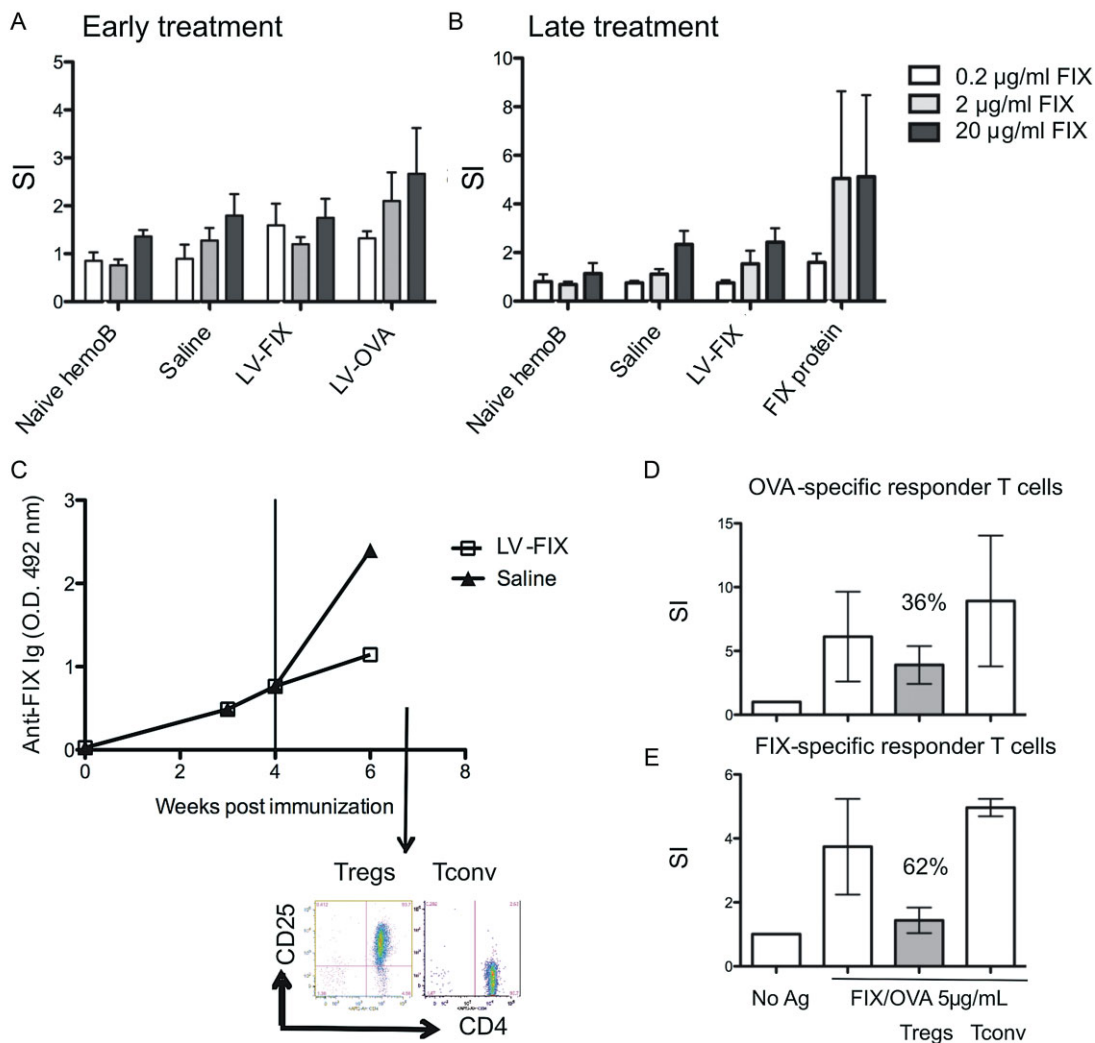 A Early treatment
B Late treatment
5
4
3
2
1
0
SI
Naive hemoB
Saline
LV-FIX
LV-OVA
10
8
6
4
2
0
SI
Naive hemoB
Saline
LV-FIX
FIX protein
0.2 µg/ml FIX
2 µg/ml FIX
20 µg/ml FIX
C
3
2
1
0
Anti-FIX Ig (O.D. 492 nm)
0 2 4 6 8
Weeks post immunization
LV-FIX
Saline
Tregs Tconv
CD25
CD4
D
OVA-specific responder T cells
15
10
5
0
SI
36%
FIX-specific responder T cells
E
6
4
2
0
SI
62%
No Ag FIX/OVA 5µg/mL
Tregs Tconv